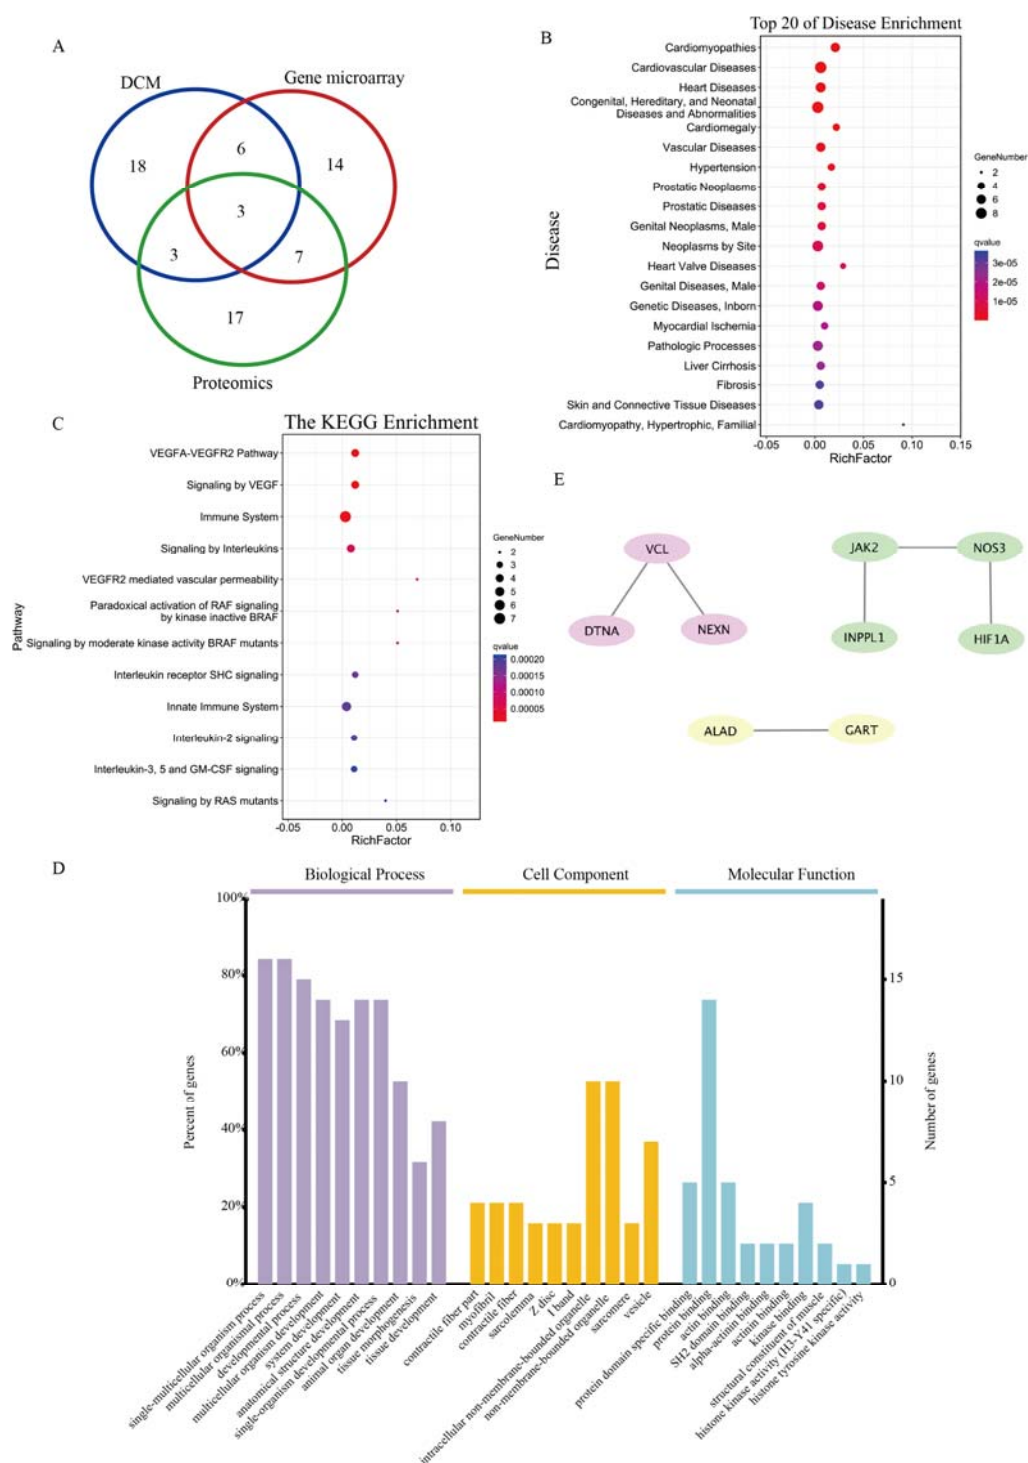 A
DCM
Gene microarray
18
6
14
3
3
7
17
Proteomics
B
Top 20 of Disease Enrichment
Disease
Cardiomyopathies
Cardiovascular Diseases
Heart Diseases
Congenital, Hereditary, and Neonatal
Diseases and Abnormalities
Cardiomegaly
Vascular Diseases
Hypertension
Prostatic Neoplasms
Prostatic Diseases
Genital Neoplasms, Male
Neoplasms by Site
Heart Valve Diseases
Genital Diseases, Male
Genetic Diseases, Inborn
Myocardial Ischemia
Pathologic Processes
Liver Cirrhosis
Fibrosis
Skin and Connective Tissue Diseases
Cardiomyopathy, Hypertrophic, Familial
-0.05 0.00 0.05 0.10 0.15
RichFactor
GeneNumber
2
4
6
8
qvalue
3e-05
2e-05
1e-05
C
The KEGG Enrichment
Pathway
VEGFA-VEGFR2 Pathway
Signaling by VEGF
Immune System
Signaling by Interleukins
VEGFR2 mediated vascular permeability
Paradoxical activation of RAF signaling
by kinase inactive BRAF
Signaling by moderate kinase activity BRAF mutants
Interleukin receptor SHC signaling
Innate Immune System
Interleukin-2 signaling
Interleukin-3, 5 and GM-CSF signaling
Signaling by RAS mutants
-0.05 0.00 0.05 0.10
RichFactor
GeneNumber
2
3
4
5
6
7
qvalue
0.00020
0.00015
0.00010
0.00005
E
VCL
DTNA
NEXN
JAK2
NOS3
INPPL1
HIF1A
ALAD
GART
D
Biological Process
Cell Component
Molecular Function
Percent of genes
100%
80%
60%
40%
20%
0%
Number of genes
15
10
5
0
single-multicellular organism process
multicellular organismal process
developmental process
multicellular organism development
system development
anatomical structure development
single-organism developmental process
animal organ development
tissue morphogenesis
tissue development
contractile fiber part
myofibril
contractile fiber
sarcolemma
Z disc
I band
intracellular non-membrane-bounded organelle
non-membrane-bounded organelle
sarcomere
vesicle
protein domain specific binding
protein binding
actin binding
SH2 domain binding
alpha-actinin binding
actinin binding
kinase binding
structural constituent of muscle
histone kinase activity (H3-Y41 specific)
histone tyrosine kinase activity